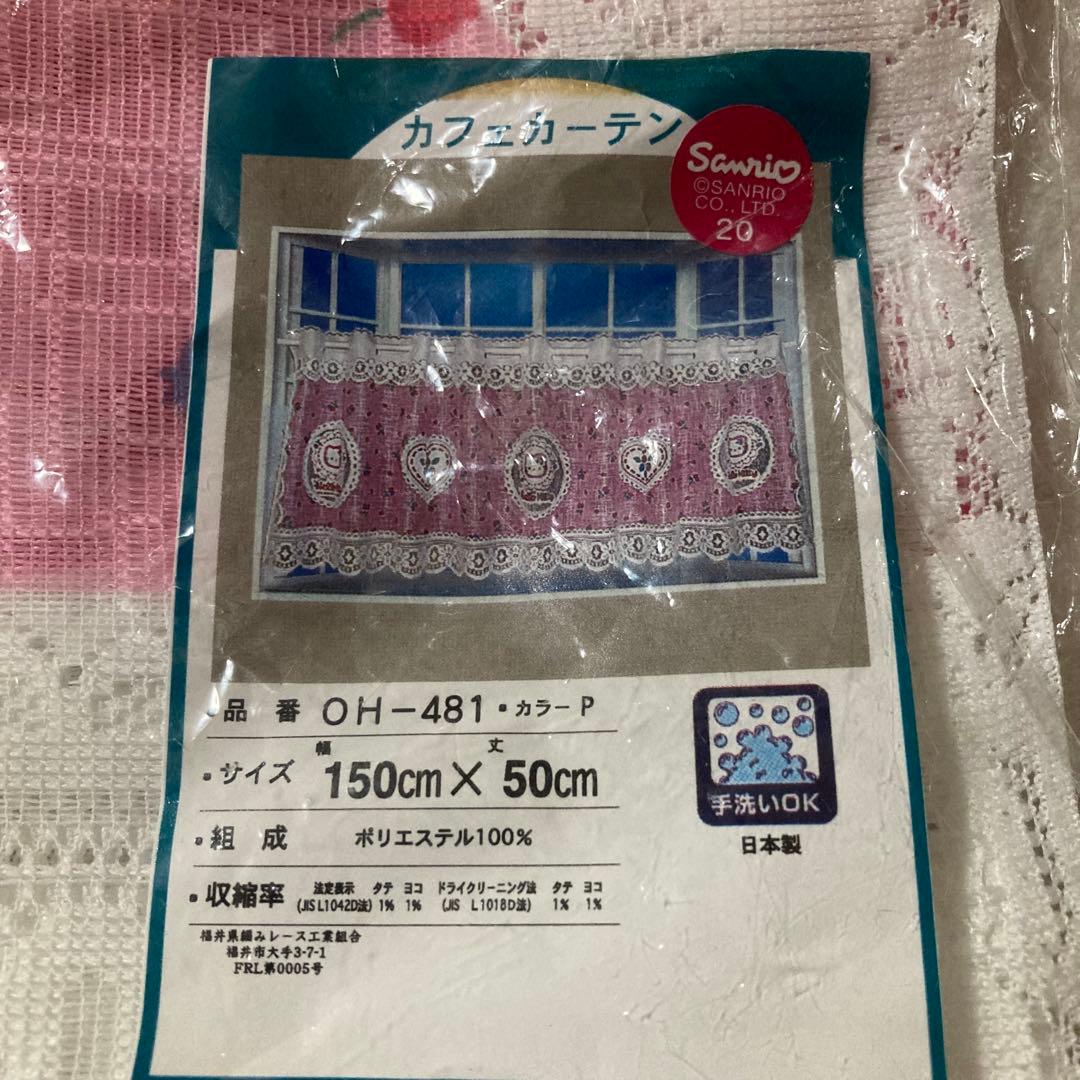 カフェカーテン
Sanrio
©SANRIO
CO., LTD.
20
品 番 OH-481・カラーP
幅 丈
・サイズ 150cm×50cm
・組 成 ポリエステル100%
・収縮率 法定表示 タテ ヨコ ドライクリーニング法 タテ ヨコ
(JIS L1042D法) 1% 1% (JIS L1018D法) 1% 1%
福井県編みレース工業組合
福井市大手3-7-1
FRL第0005号
手洗いOK
日本製